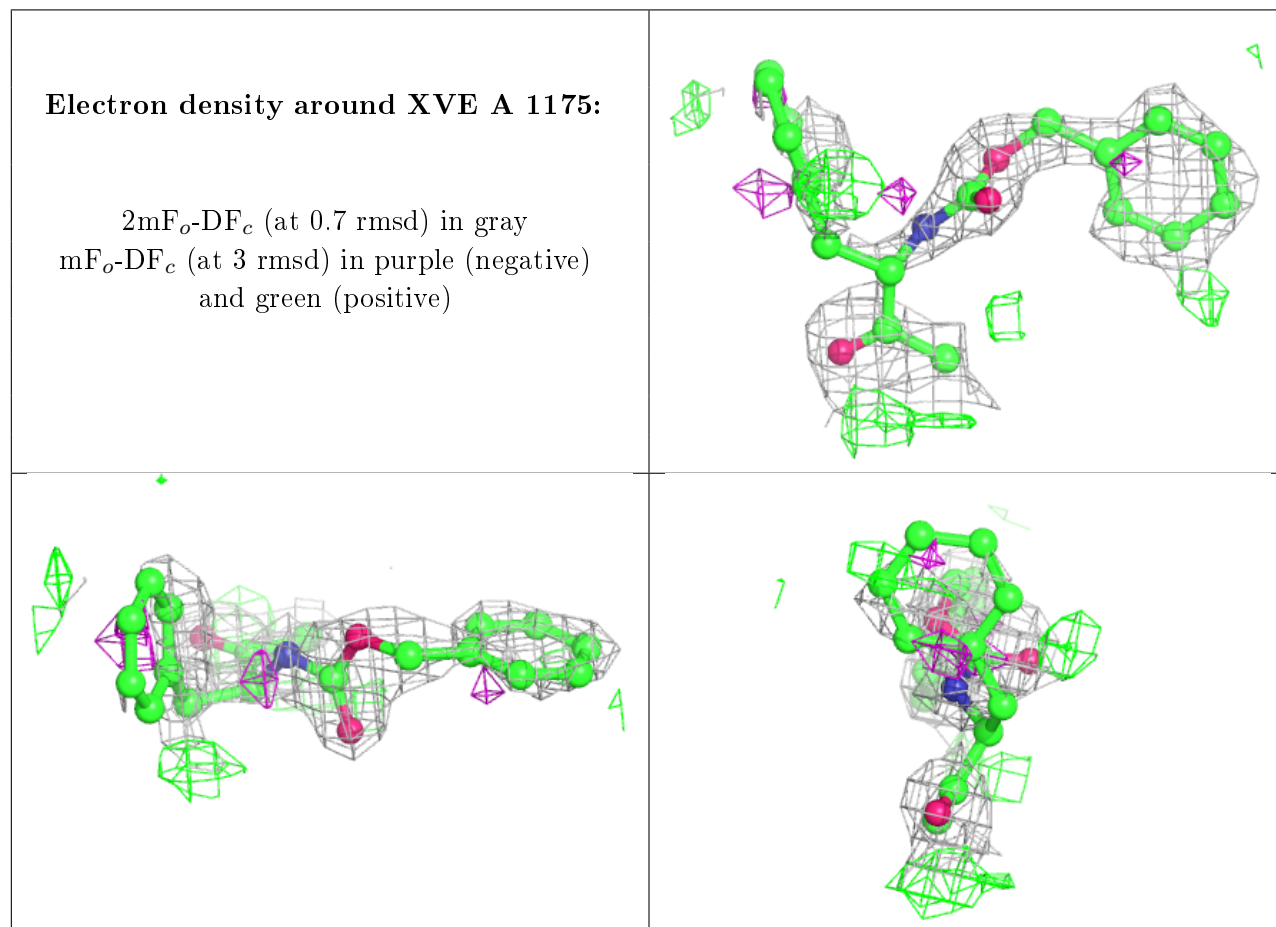 Electron density around XVE A 1175:
2mFo-DFc (at 0.7 rmsd) in gray
mFo-DFc (at 3 rmsd) in purple (negative)
and green (positive)